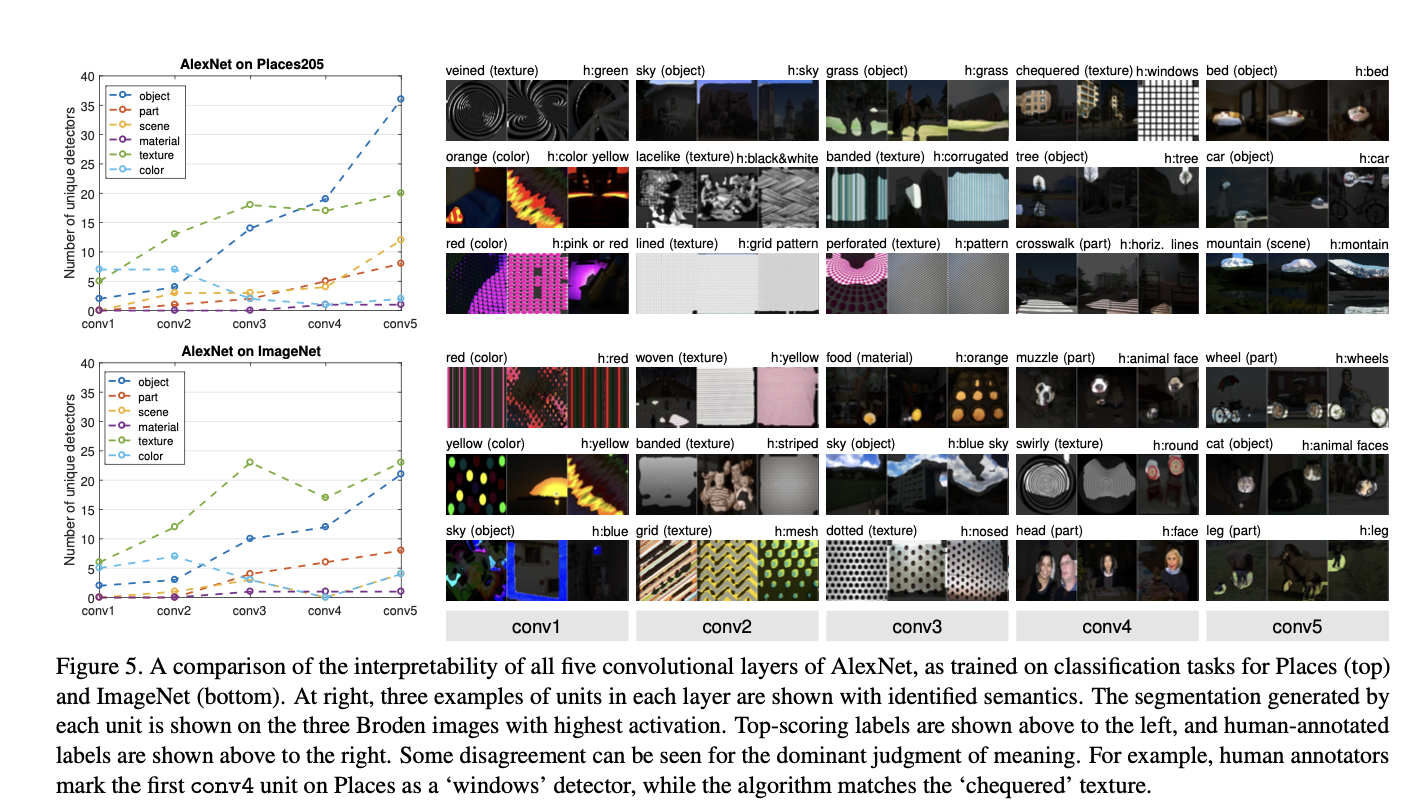 AlexNet on Places205
40
35
30
25
20
15
10
5
0
Number of unique detectors
object
part
scene
material
texture
color
conv1 conv2 conv3 conv4 conv5
veined (texture) h:green
sky (object) h:sky
grass (object) h:grass
chequered (texture) h:windows
bed (object) h:bed
orange (color) h:color yellow
lacelike (texture) h:black&white
banded (texture) h:corrugated
tree (object) h:tree
car (object) h:car
red (color) h:pink or red
lined (texture) h:grid pattern
perforated (texture) h:pattern
crosswalk (part) h:horiz. lines
mountain (scene) h:montain
AlexNet on ImageNet
40
35
30
25
20
15
10
5
0
Number of unique detectors
object
part
scene
material
texture
color
conv1 conv2 conv3 conv4 conv5
red (color) h:red
woven (texture) h:yellow
food (material) h:orange
muzzle (part) h:animal face
wheel (part) h:wheels
yellow (color) h:yellow
banded (texture) h:striped
sky (object) h:blue sky
swirly (texture) h:round
cat (object) h:animal faces
sky (object) h:blue
grid (texture) h:mesh
dotted (texture) h:nosed
head (part) h:face
leg (part) h:leg
conv1 conv2 conv3 conv4 conv5
Figure 5. A comparison of the interpretability of all five convolutional layers of AlexNet, as trained on classification tasks for Places (top)
and ImageNet (bottom). At right, three examples of units in each layer are shown with identified semantics. The segmentation generated by
each unit is shown on the three Broden images with highest activation. Top-scoring labels are shown above to the left, and human-annotated
labels are shown above to the right. Some disagreement can be seen for the dominant judgment of meaning. For example, human annotators
mark the first conv4 unit on Places as a ‘windows’ detector, while the algorithm matches the ‘chequered’ texture.